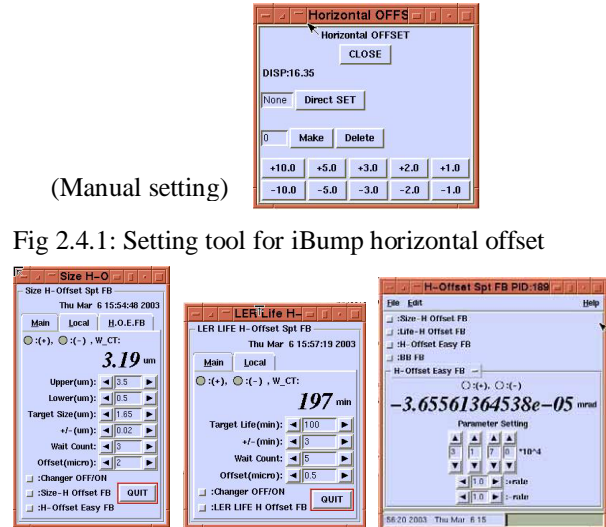 Horizontal OFFS
Horizontal OFFSET
CLOSE
DISP:16.35
None Direct SET
0 Make Delete
+10.0 +5.0 +3.0 +2.0 +1.0
-10.0 -5.0 -3.0 -2.0 -1.0
(Manual setting)
Fig 2.4.1: Setting tool for iBump horizontal offset
Size H-O
Size H-Offset Spt FB
Thu Mar 6 15:54:48 2003
Main Local H.O.E.FB
:(+), :(-) , W_CT:
3.19 um
Upper(um): 3.5
Lower(um): 0.5
Target Size(um): 1.65
+/-(um): 0.02
Wait Count: 3
Offset(micro): 2
:Changer OFF/ON
:Size-H Offset FB QUIT
:H-Offset Easy FB
LER Life H-
LER LIFE H-Offset Spt FB
Thu Mar 6 15:57:19 2003
Main Local
:(+), :(-) , W_CT:
197 min
Target Life(min): 100
+/-(min): 3
Wait Count: 5
Offset(micro): 0.5
:Changer OFF/ON
:LER LIFE H Offset FB QUIT
H-Offset Spt FB PID:189
File Edit Help
:Size-H Offset FB
:Life-H Offset FB
:H-Offset Easy FB
:BB FB
H-Offset Easy FB
:(+), :(-)
-3.65561364538e-05 mrad
Parameter Setting
3 1 7 0 *10^4
1.0 :+rate
1.0 :-rate
56:20 2003 Thu Mar 6 15